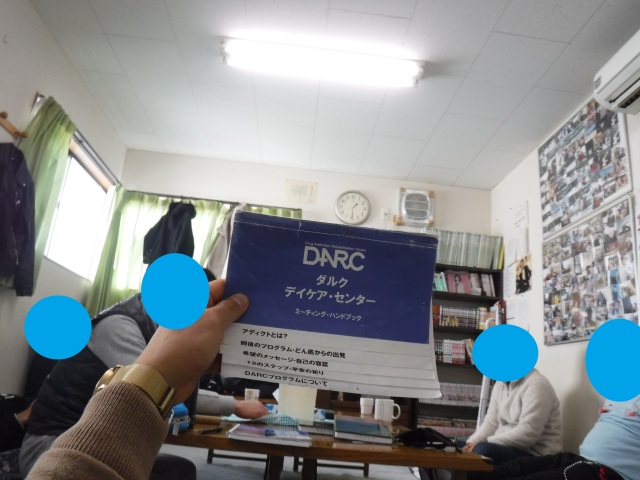 Drug Addiction Rehabilitation Center
DARC
ダルク
デイケア・センター
ミーティング・ハンドブック
アディクトとは?
回復のプログラム・どん底からの出発
希望のメッセージ・自己の容認
12のステップ・平安の祈り
DARCプログラムについて